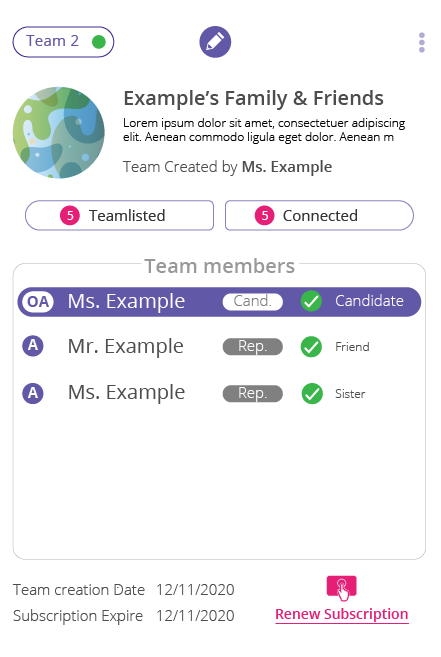 Team 2
Example’s Family & Friends
Lorem ipsum dolor sit amet, consectetuer adipiscing
elit. Aenean commodo ligula eget dolor. Aenean m
Team Created by Ms. Example
5 Teamlisted
5 Connected
Team members
OA Ms. Example Cand. Candidate
A Mr. Example Rep. Friend
A Ms. Example Rep. Sister
Team creation Date 12/11/2020
Subscription Expire 12/11/2020
Renew Subscription